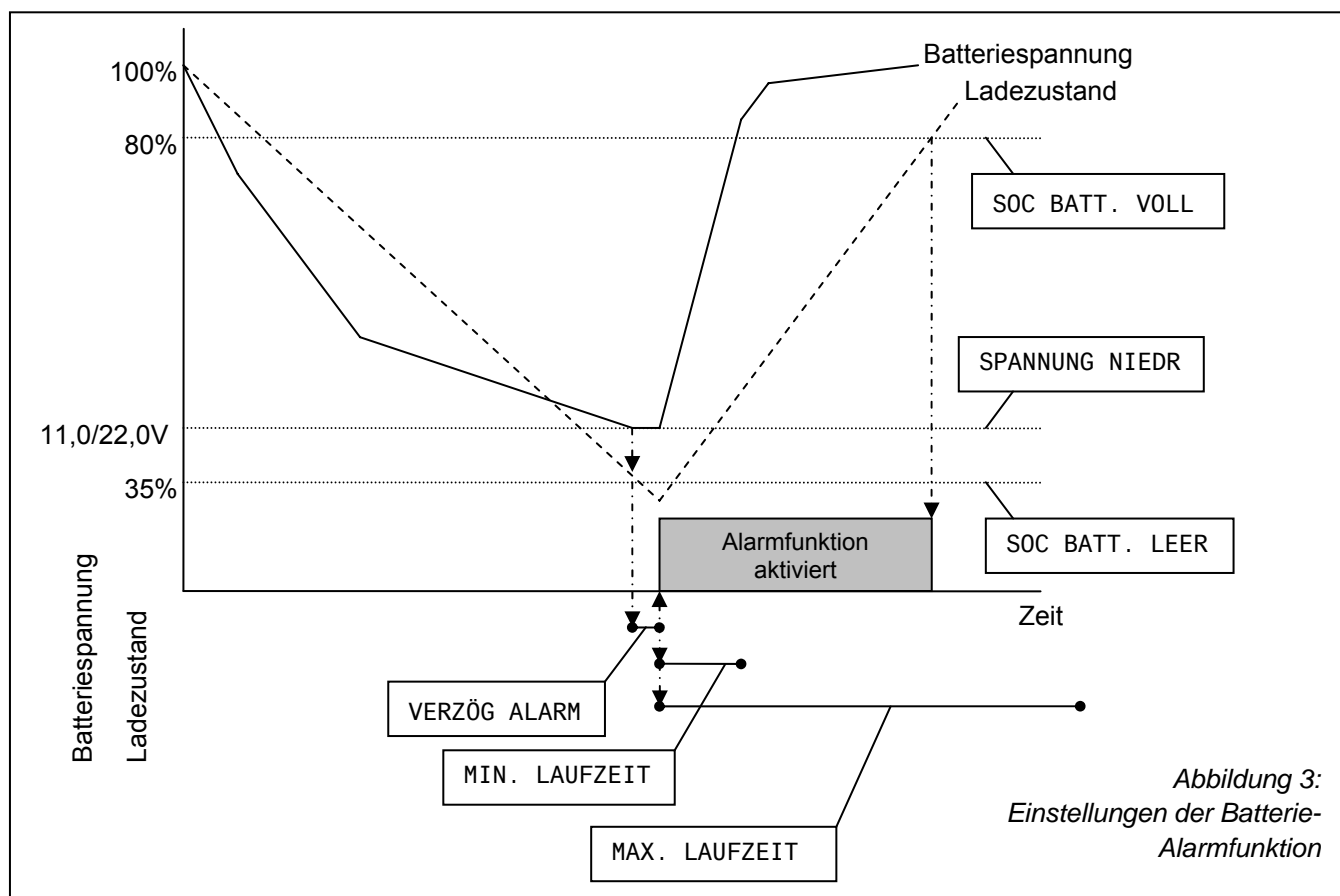 100%
Batteriespannung
Ladezustand
80%
SOC BATT. VOLL
SPANNUNG NIEDR
11,0/22,0V
35%
SOC BATT. LEER
Alarmfunktion
aktiviert
Zeit
Batteriespannung
Ladezustand
VERZÖG ALARM
MIN. LAUFZEIT
MAX. LAUFZEIT
Abbildung 3:
Einstellungen der Batterie-
Alarmfunktion